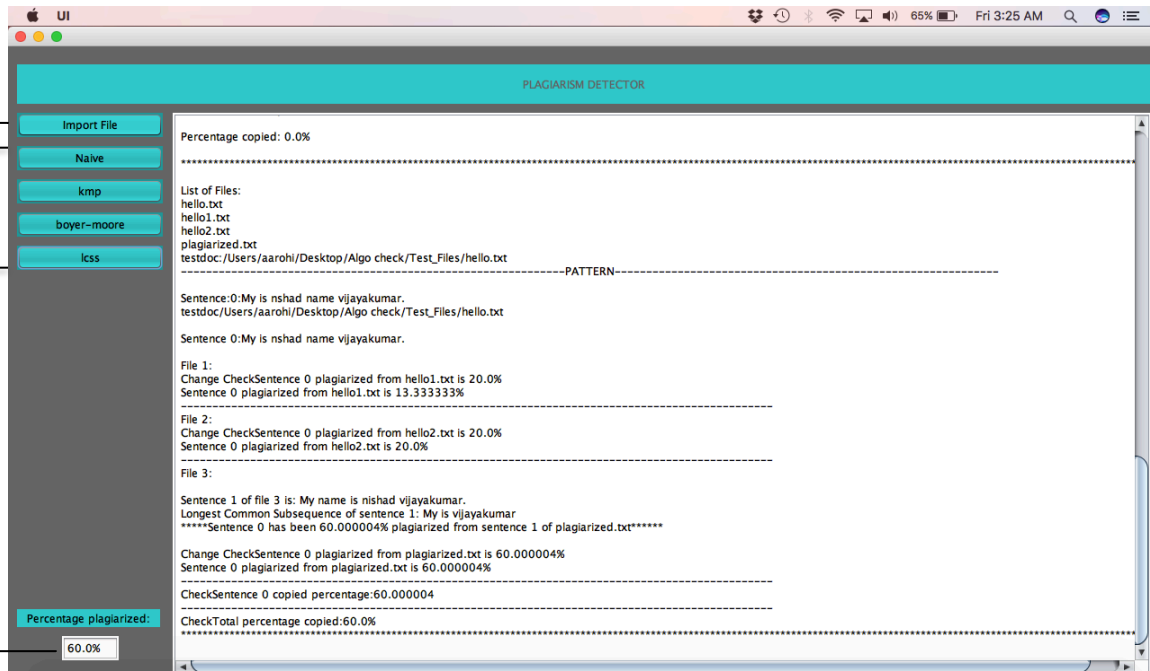 UI 65% Fri 3:25 AM
PLAGIARISM DETECTOR
Import File
Naive
kmp
boyer-moore
lcss
Percentage copied: 0.0%
****************************************************************
List of Files:
hello.txt
hello1.txt
hello2.txt
plagiarized.txt
testdoc:/Users/aarohi/Desktop/Algo check/Test_Files/hello.txt
----------------------------------------------------------------PATTERN----------------------------------------------------------------
Sentence:0:My is nshad name vijayakumar.
testdoc/Users/aarohi/Desktop/Algo check/Test_Files/hello.txt
Sentence 0:My is nshad name vijayakumar.
File 1:
Change CheckSentence 0 plagiarized from hello1.txt is 20.0%
Sentence 0 plagiarized from hello1.txt is 13.333333%
----------------------------------------------------------------
File 2:
Change CheckSentence 0 plagiarized from hello2.txt is 20.0%
Sentence 0 plagiarized from hello2.txt is 20.0%
----------------------------------------------------------------
File 3:
Sentence 1 of file 3 is: My name is nishad vijayakumar.
Longest Common Subsequence of sentence 1: My is vijayakumar
*****Sentence 0 has been 60.000004% plagiarized from sentence 1 of plagiarized.txt******
Change CheckSentence 0 plagiarized from plagiarized.txt is 60.000004%
Sentence 0 plagiarized from plagiarized.txt is 60.000004%
----------------------------------------------------------------
CheckSentence 0 copied percentage:60.000004
----------------------------------------------------------------
CheckTotal percentage copied:60.0%
****************************************************************
Percentage plagiarized:
60.0%